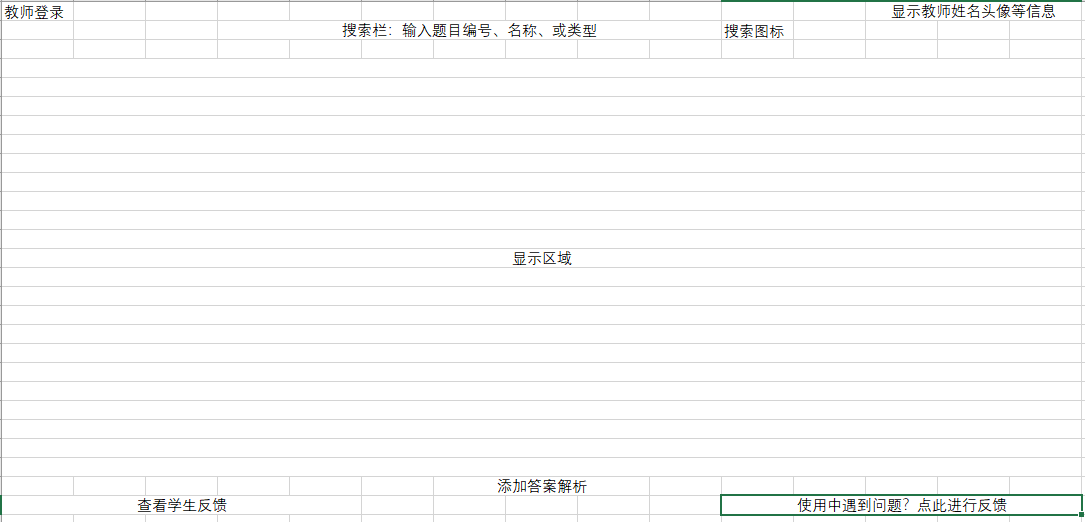 教师登录
显示教师姓名头像等信息
搜索栏：输入题目编号、名称、或类型
搜索图标
显示区域
添加答案解析
查看学生反馈
使用中遇到问题？点此进行反馈